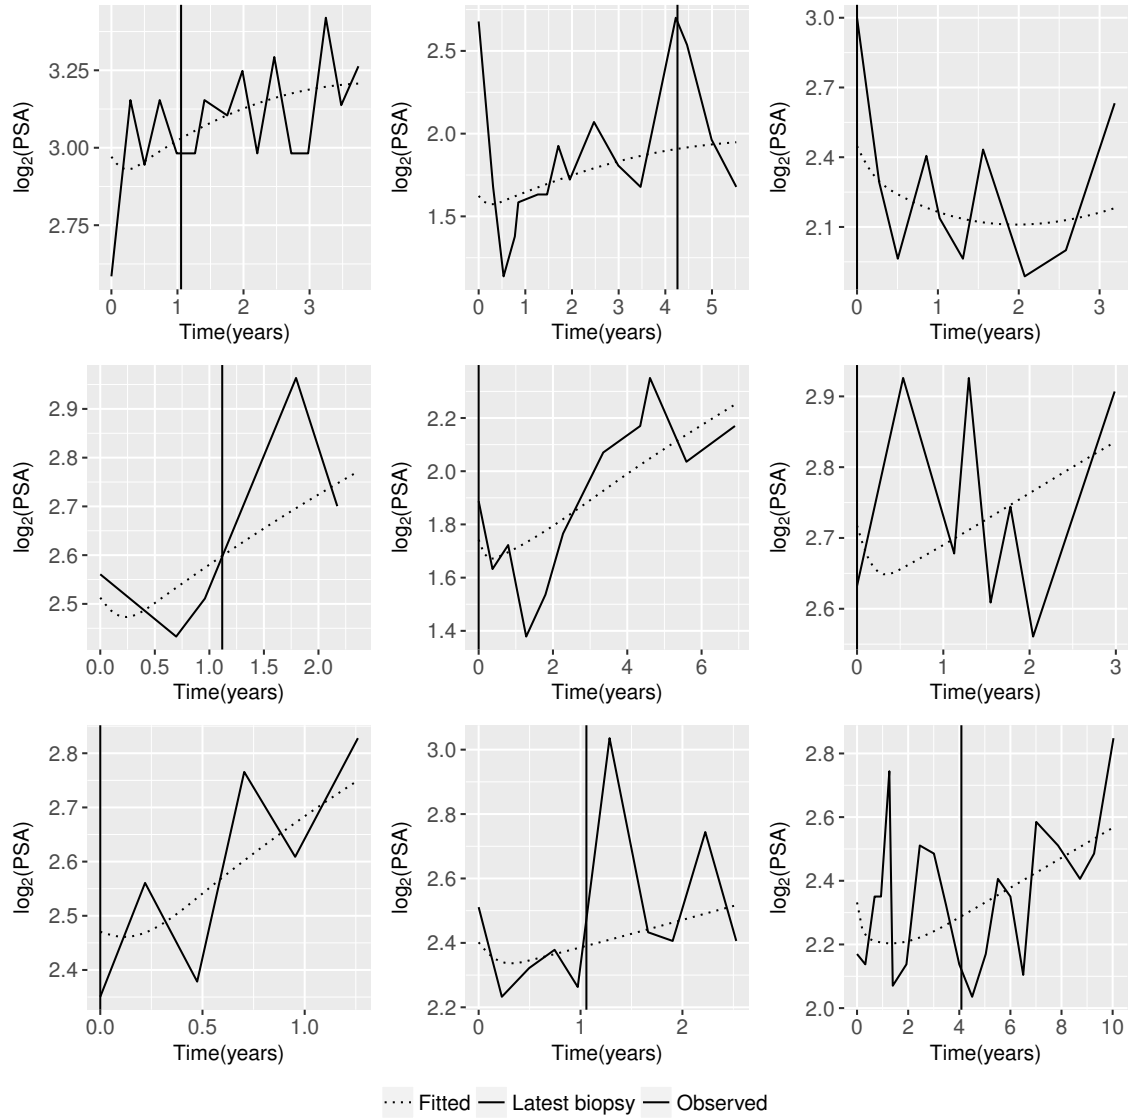 3.25
3.00
2.75
log₂(PSA)
0 1 2 3
Time(years)
2.5
2.0
1.5
log₂(PSA)
0 1 2 3 4 5
Time(years)
3.0
2.7
2.4
2.1
log₂(PSA)
0 1 2 3
Time(years)
2.9
2.8
2.7
2.6
2.5
log₂(PSA)
0.0 0.5 1.0 1.5 2.0
Time(years)
2.2
2.0
1.8
1.6
1.4
log₂(PSA)
0 2 4 6
Time(years)
2.9
2.8
2.7
2.6
log₂(PSA)
0 1 2 3
Time(years)
2.8
2.7
2.6
2.5
2.4
log₂(PSA)
0.0 0.5 1.0
Time(years)
3.0
2.8
2.6
2.4
2.2
log₂(PSA)
0 1 2
Time(years)
2.8
2.6
2.4
2.2
2.0
log₂(PSA)
0 2 4 6 8 10
Time(years)
Fitted Latest biopsy Observed